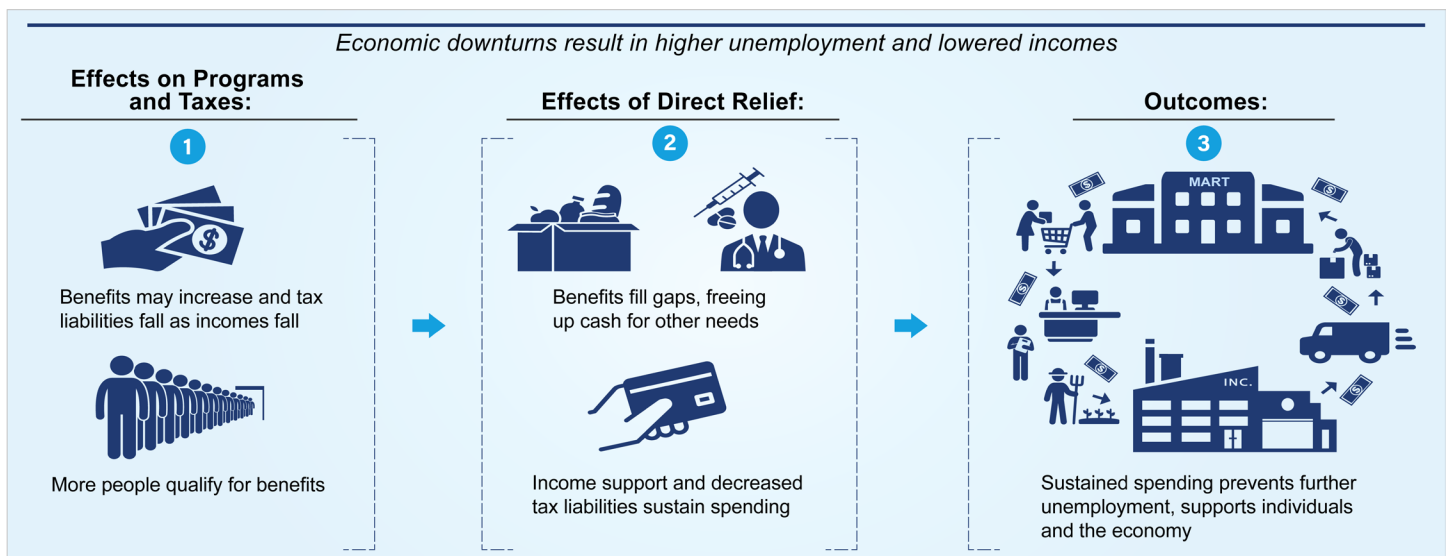 Economic downturns result in higher unemployment and lowered incomes
Effects on Programs
and Taxes:
1
$
Benefits may increase and tax
liabilities fall as incomes fall
More people qualify for benefits
Effects of Direct Relief:
2
Benefits fill gaps, freeing
up cash for other needs
Income support and decreased
tax liabilities sustain spending
Outcomes:
3
$
MART
$
$
$
$
INC.
$
Sustained spending prevents further
unemployment, supports individuals
and the economy